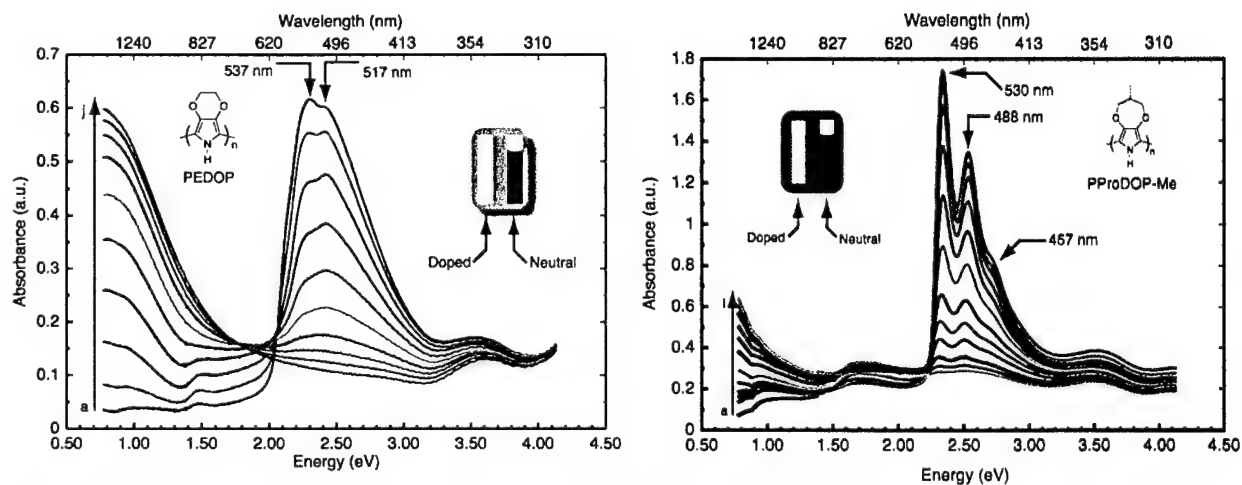 Wavelength (nm)
1240 827 620 496 413 354 310
0.7
0.6
0.5
0.4
0.3
0.2
0.1
0
Absorbance (a.u.)
537 nm
517 nm
j
a
O O
N
H
n
PEDOP
Doped
Neutral
0.50 1.00 1.50 2.00 2.50 3.00 3.50 4.00 4.50
Energy (eV)
Wavelength (nm)
1240 827 620 496 413 354 310
1.8
1.6
1.4
1.2
1
0.8
0.6
0.4
0.2
0
Absorbance (a.u.)
530 nm
488 nm
457 nm
O O
N
H
n
PProDOP-Me
Doped
Neutral
a
0.50 1.00 1.50 2.00 2.50 3.00 3.50 4.00 4.50
Energy (eV)